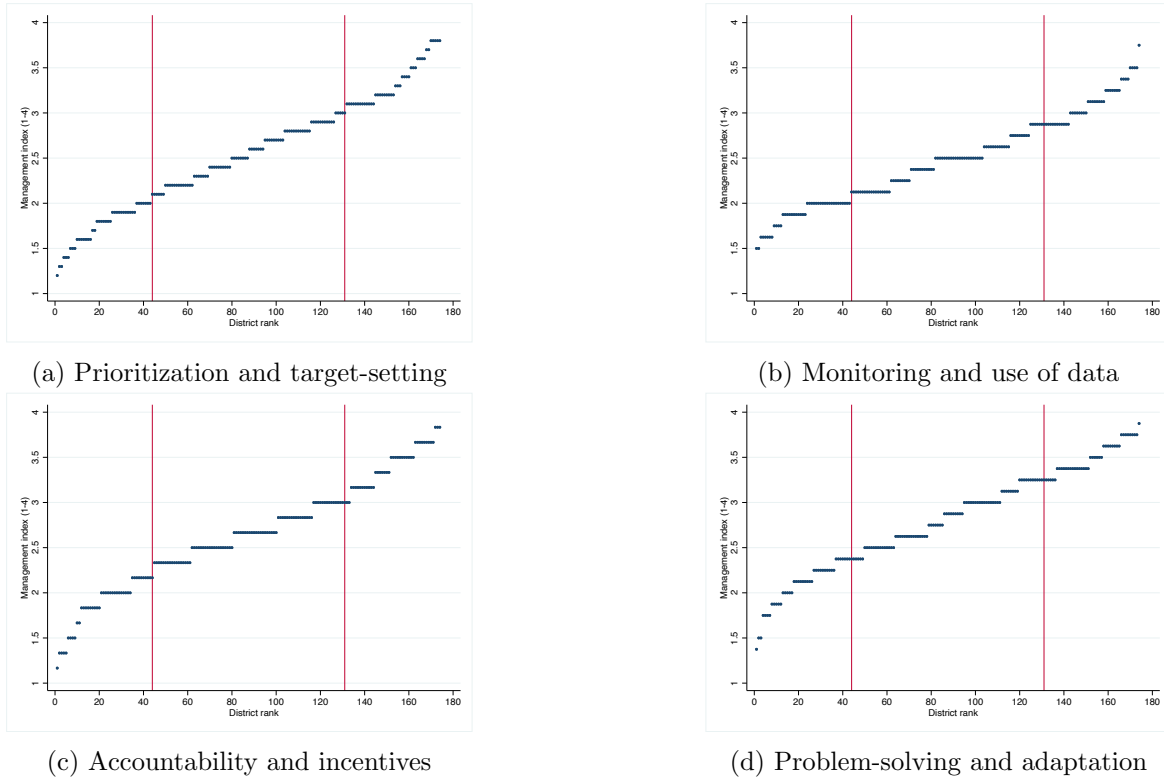 Management index (1-4)
4
3.5
3
2.5
2
1.5
1
0 20 40 60 80 100 120 140 160 180
District rank
(a) Prioritization and target-setting
Management index (1-4)
4
3.5
3
2.5
2
1.5
1
0 20 40 60 80 100 120 140 160 180
District rank
(b) Monitoring and use of data
Management index (1-4)
4
3.5
3
2.5
2
1.5
1
0 20 40 60 80 100 120 140 160 180
District rank
(c) Accountability and incentives
Management index (1-4)
4
3.5
3
2.5
2
1.5
1
0 20 40 60 80 100 120 140 160 180
District rank
(d) Problem-solving and adaptation